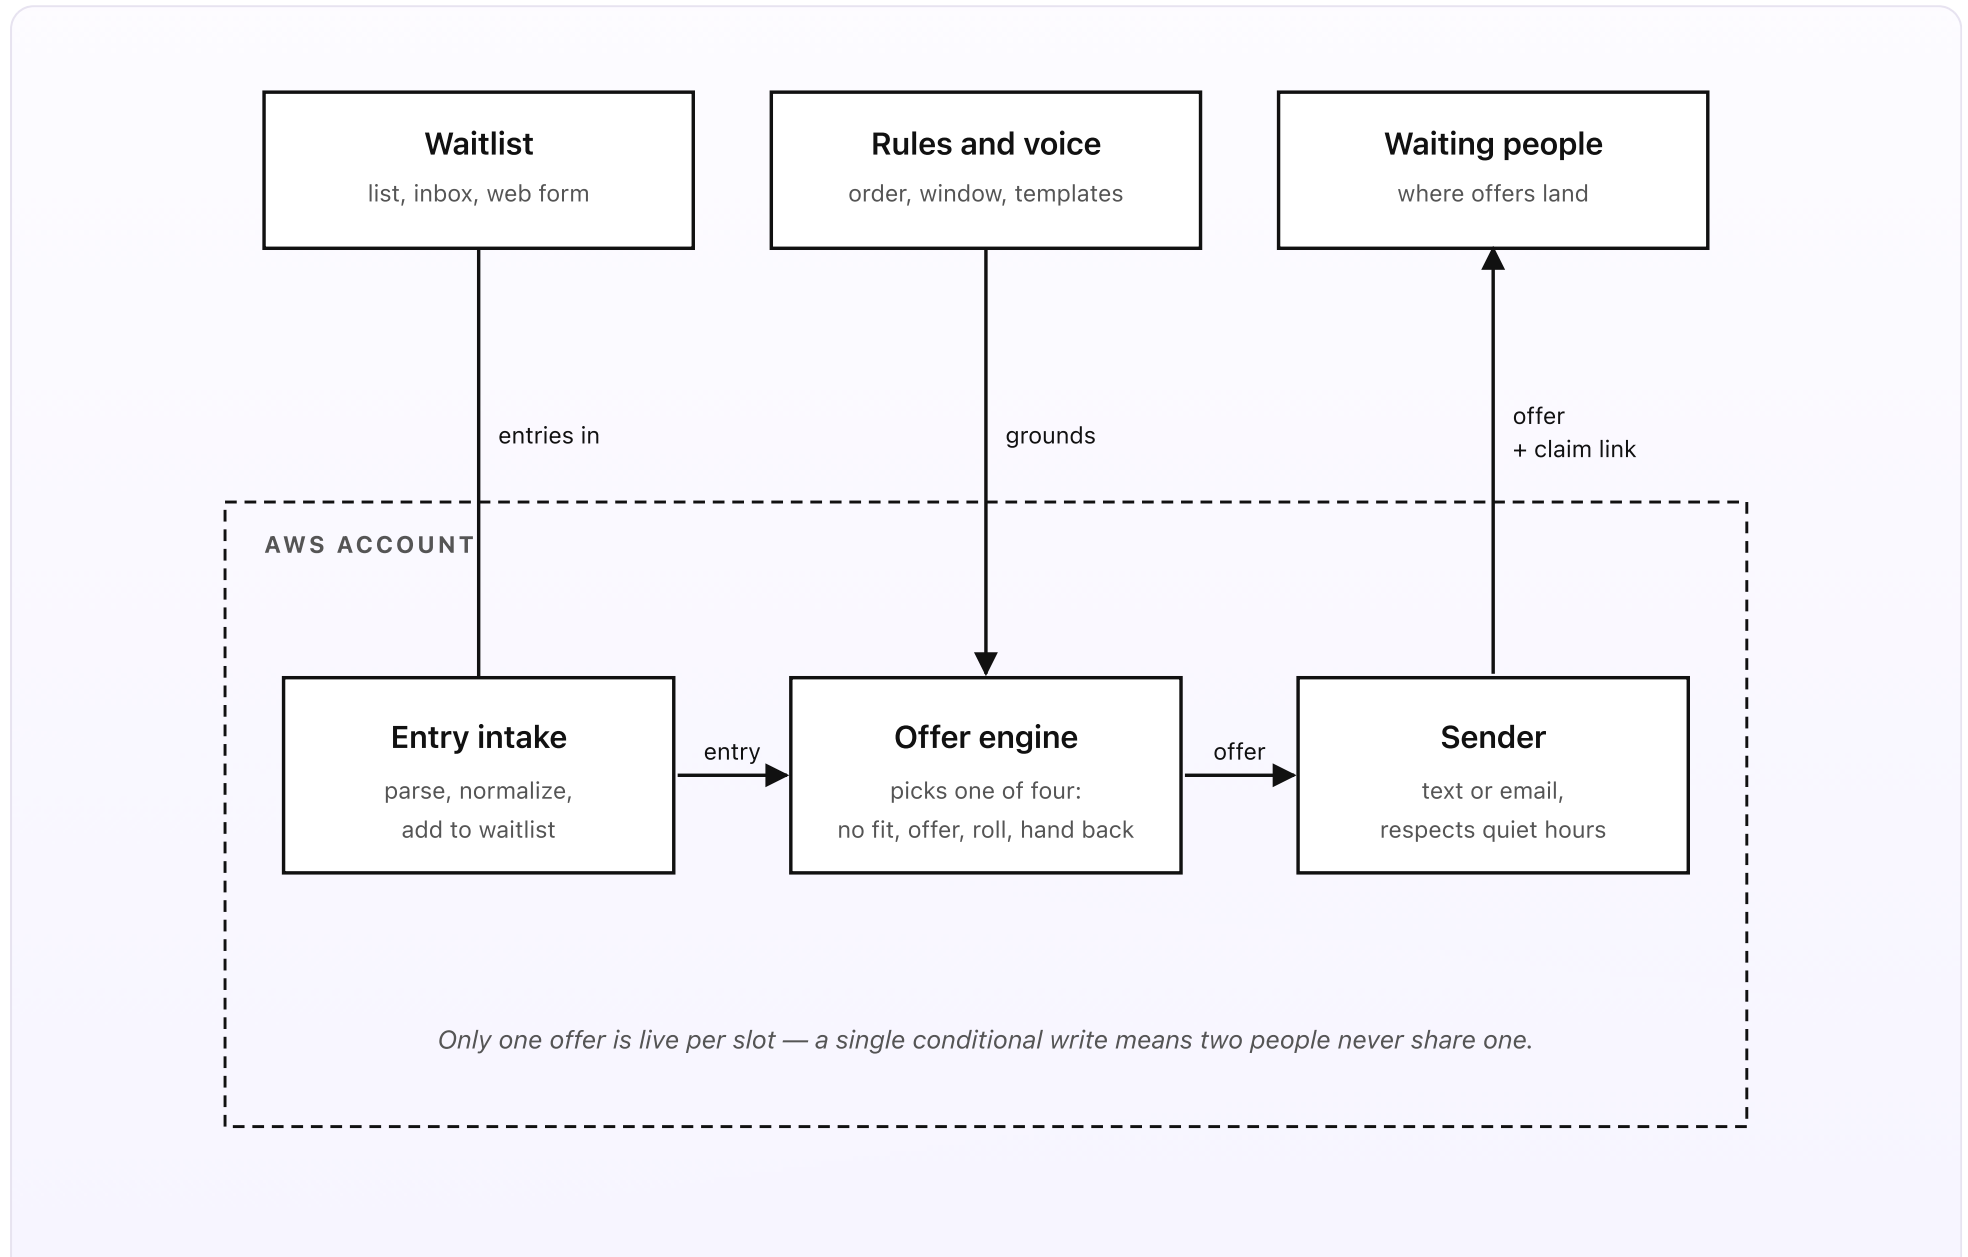 Waitlist
list, inbox, web form
Rules and voice
order, window, templates
Waiting people
where offers land
entries in
grounds
offer
+ claim link
AWS ACCOUNT
Entry intake
parse, normalize,
add to waitlist
entry
Offer engine
picks one of four:
no fit, offer, roll, hand back
offer
Sender
text or email,
respects quiet hours
Only one offer is live per slot — a single conditional write means two people never share one.